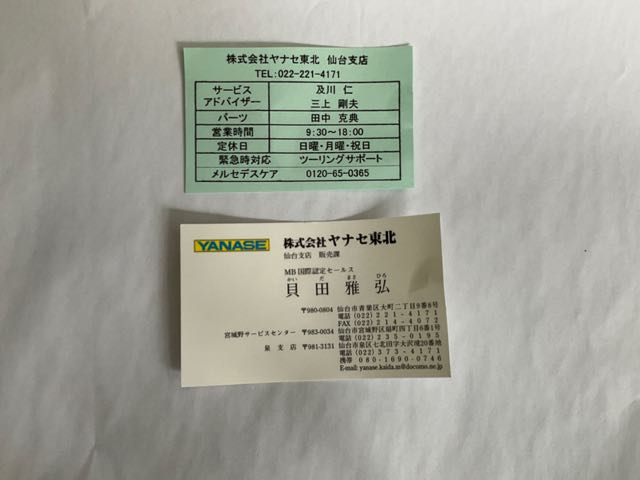 株式会社ヤナセ東北 仙台支店
TEL:022-221-4171
サービス アドバイザー 及川 仁
三上 剛夫
パーツ 田中 克典
営業時間 9:30~18:00
定休日 日曜・月曜・祝日
緊急時対応 ツーリングサポート
メルセデスケア 0120-65-0365
YANASE 株式会社ヤナセ東北
仙台支店 販売課
MB国際認定セールス
かい だ まさ ひろ
貝田 雅弘
〒980-0804 仙台市青葉区大町二丁目9番8号
電話(022)221-4171
FAX(022)214-4072
宮城野サービスセンター 〒983-0034 仙台市宮城野区扇町四丁目6番1号
電話(022)235-0195
泉支店 〒981-3131 仙台市泉区七北田字大沢境20番地
電話(022)373-4171
携帯 080-1690-0746
E-mail: yanase.kaida.m@docomo.ne.jp